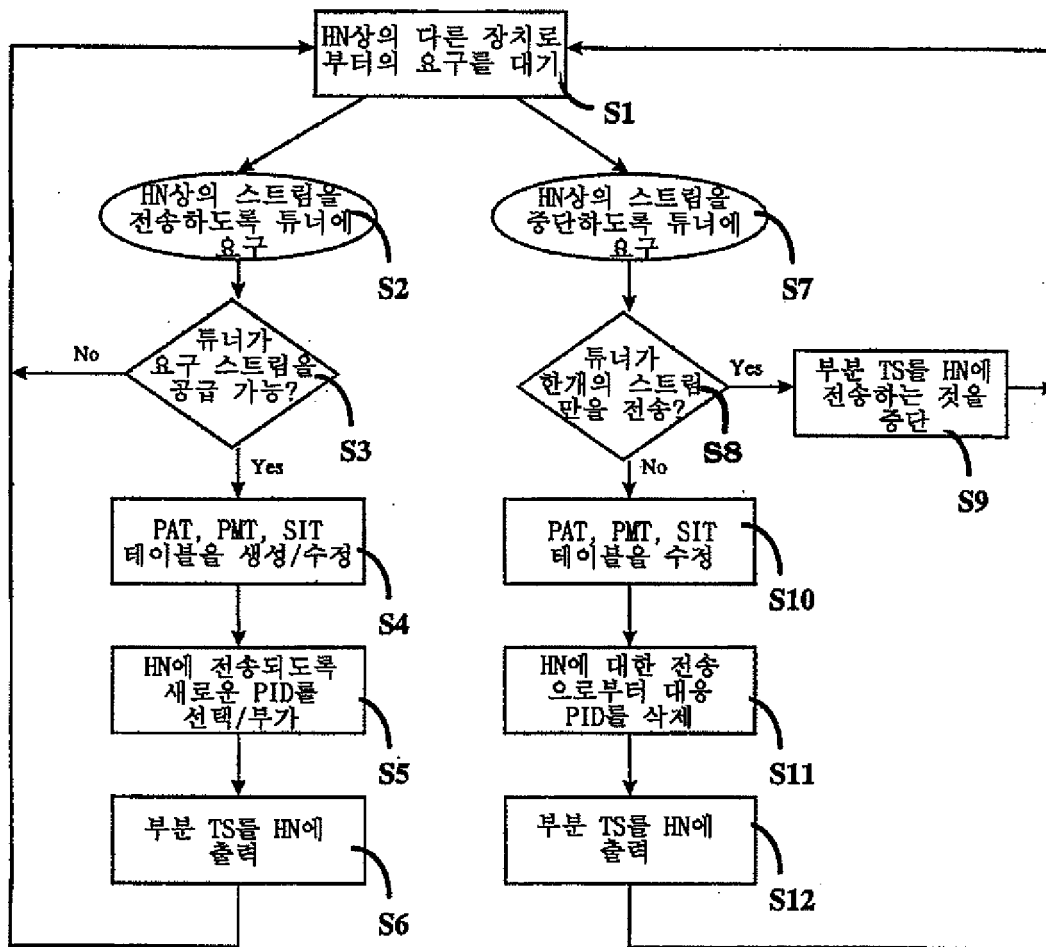 HN상의 다른 장치로
부터의 요구를 대기
S1
HN상의 스트림을
전송하도록 튜너에
요구
S2
튜너가
요구 스트림을
공급 가능?
S3
No
Yes
PAT, PMT, SIT
테이블을 생성/수정
S4
HN에 전송되도록
새로운 PID를
선택/부가
S5
부분 TS를 HN에
출력
S6
HN상의 스트림을
중단하도록 튜너에
요구
S7
튜너가
한개의 스트림
만을 전송?
S8
Yes
No
부분 TS를 HN에
전송하는 것을
중단
S9
PAT, PMT, SIT
테이블을 수정
S10
HN에 대한 전송
으로부터 대응
PID를 삭제
S11
부분 TS를 HN에
출력
S12